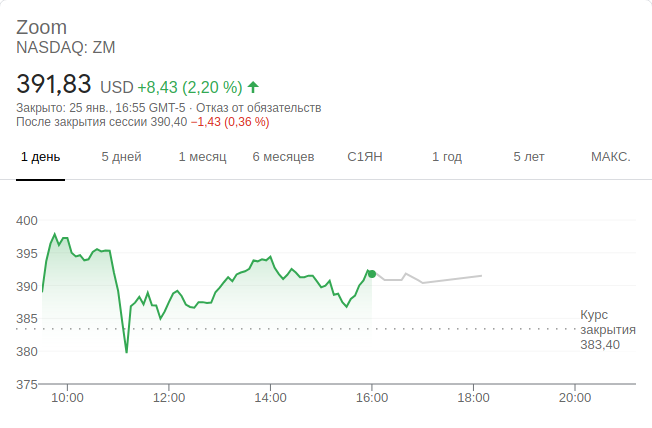 Zoom
NASDAQ: ZM
391,83 USD +8,43 (2,20 %)
Закрыто: 25 янв., 16:55 GMT-5 · Отказ от обязательств
После закрытия сессии 390,40 −1,43 (0,36 %)
1 день 5 дней 1 месяц 6 месяцев С1ЯН 1 год 5 лет МАКС.
400
395
390
385
Курс
закрытия
383,40
380
375
10:00 12:00 14:00 16:00 18:00 20:00